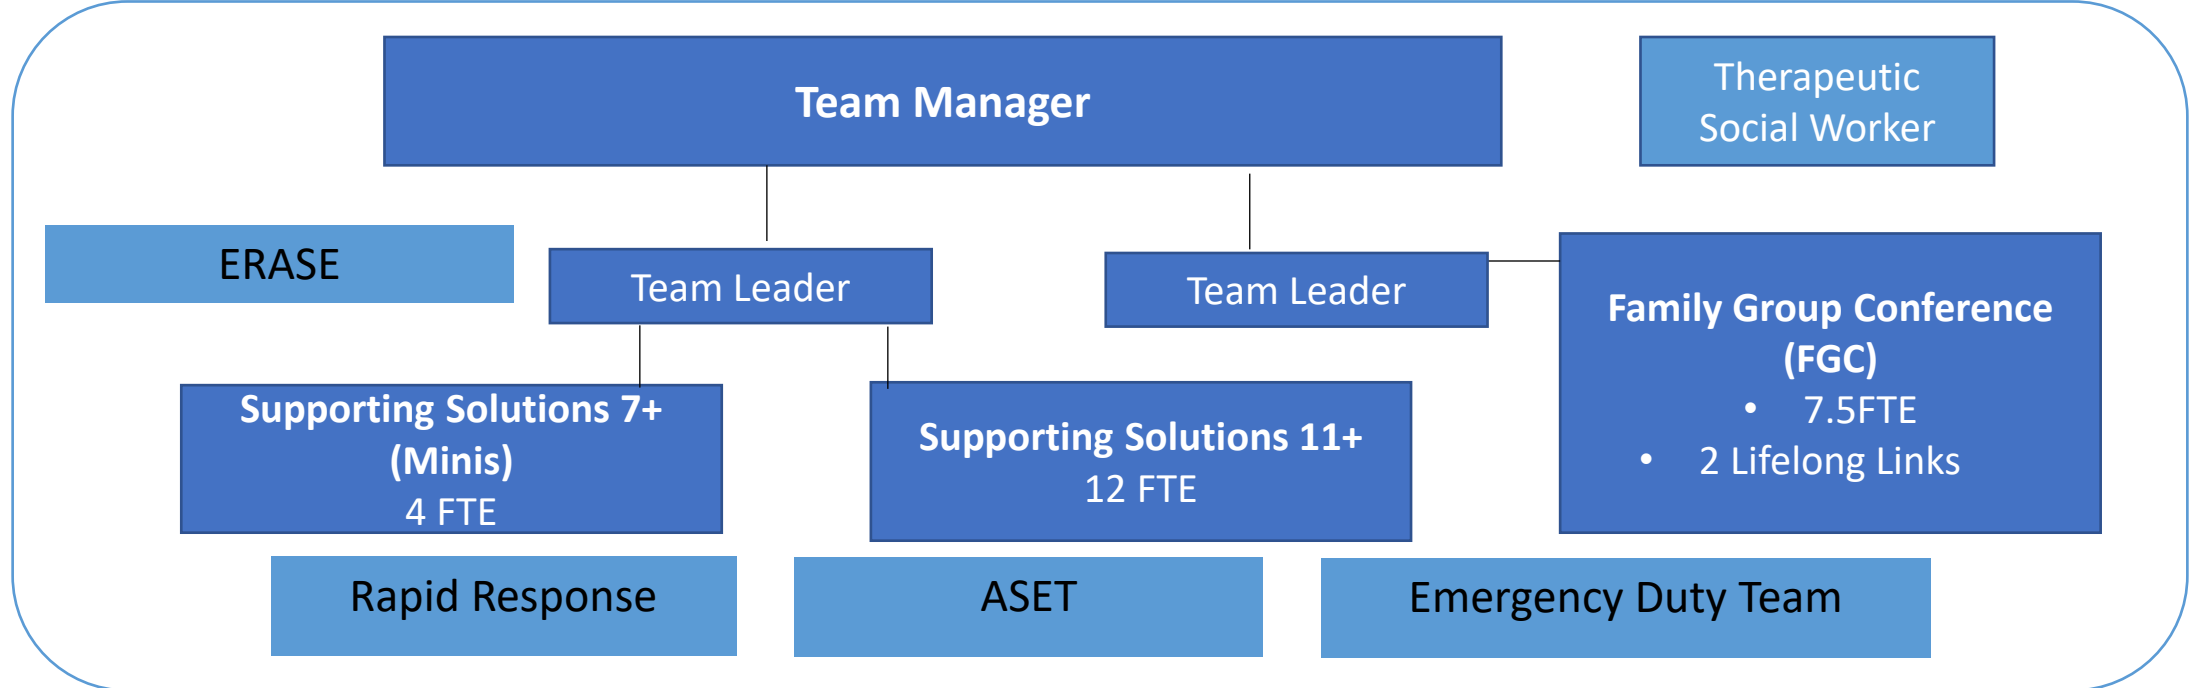 Team Manager
Therapeutic
Social Worker
ERASE
Team Leader
Team Leader
Family Group Conference
(FGC)
• 7.5FTE
• 2 Lifelong Links
Supporting Solutions 7+
(Minis)
4 FTE
Supporting Solutions 11+
12 FTE
Rapid Response
ASET
Emergency Duty Team